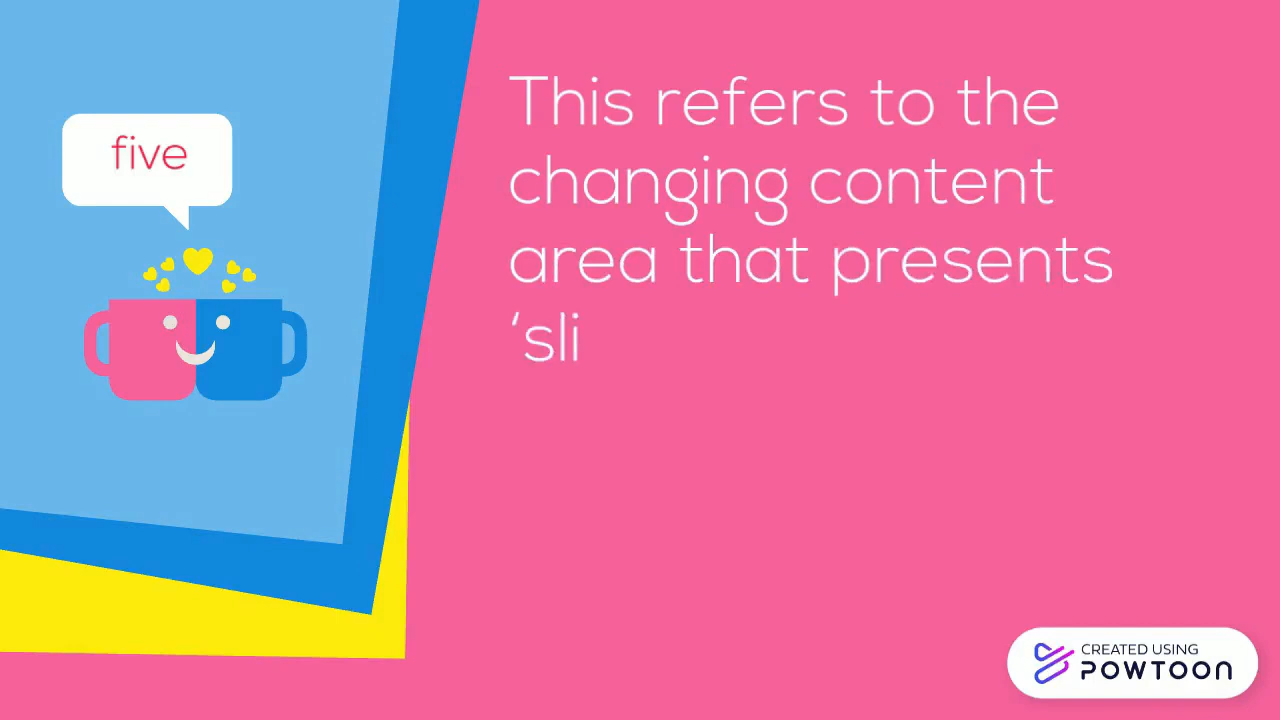 five
This refers to the
changing content
area that presents
‘sli
CREATED USING
POWTOON